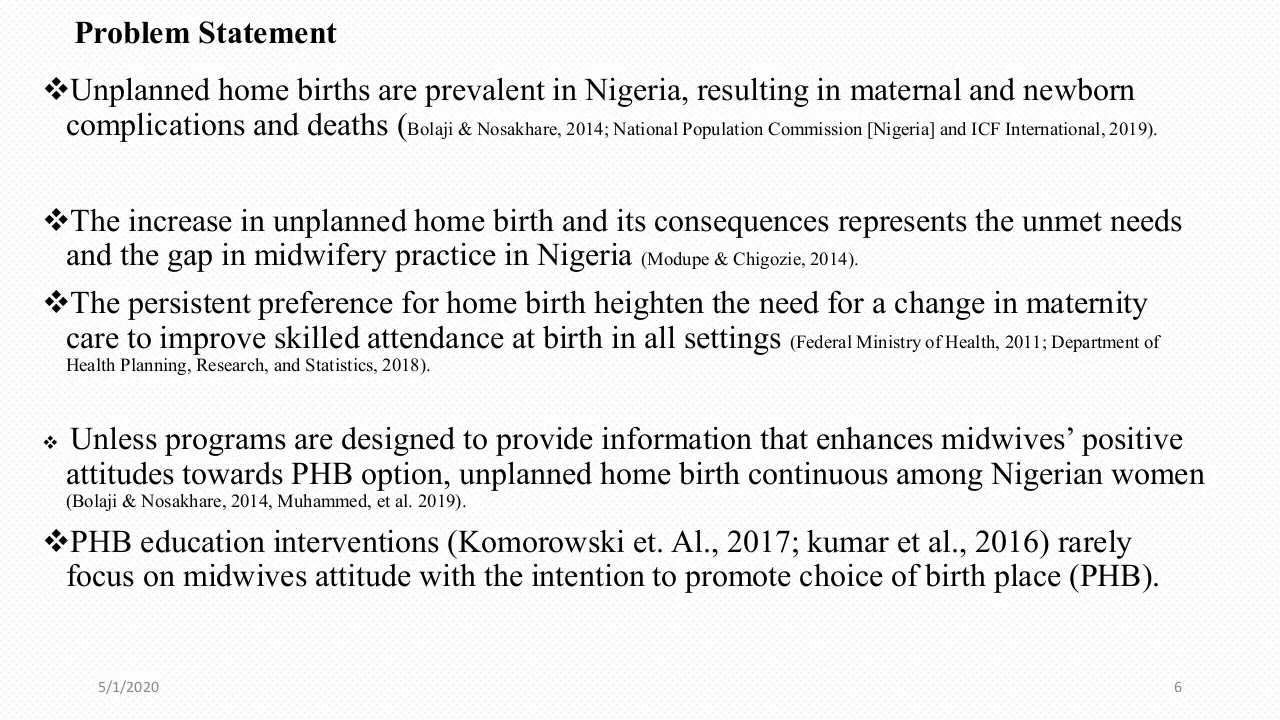 Problem Statement
❖Unplanned home births are prevalent in Nigeria, resulting in maternal and newborn
complications and deaths (Bolaji & Nosakhare, 2014; National Population Commission [Nigeria] and ICF International, 2019).
❖The increase in unplanned home birth and its consequences represents the unmet needs
and the gap in midwifery practice in Nigeria (Modupe & Chigozie, 2014).
❖The persistent preference for home birth heighten the need for a change in maternity
care to improve skilled attendance at birth in all settings (Federal Ministry of Health, 2011; Department of
Health Planning, Research, and Statistics, 2018).
❖ Unless programs are designed to provide information that enhances midwives’ positive
attitudes towards PHB option, unplanned home birth continuous among Nigerian women
(Bolaji & Nosakhare, 2014, Muhammed, et al. 2019).
❖PHB education interventions (Komorowski et. Al., 2017; kumar et al., 2016) rarely
focus on midwives attitude with the intention to promote choice of birth place (PHB).
5/1/2020
6